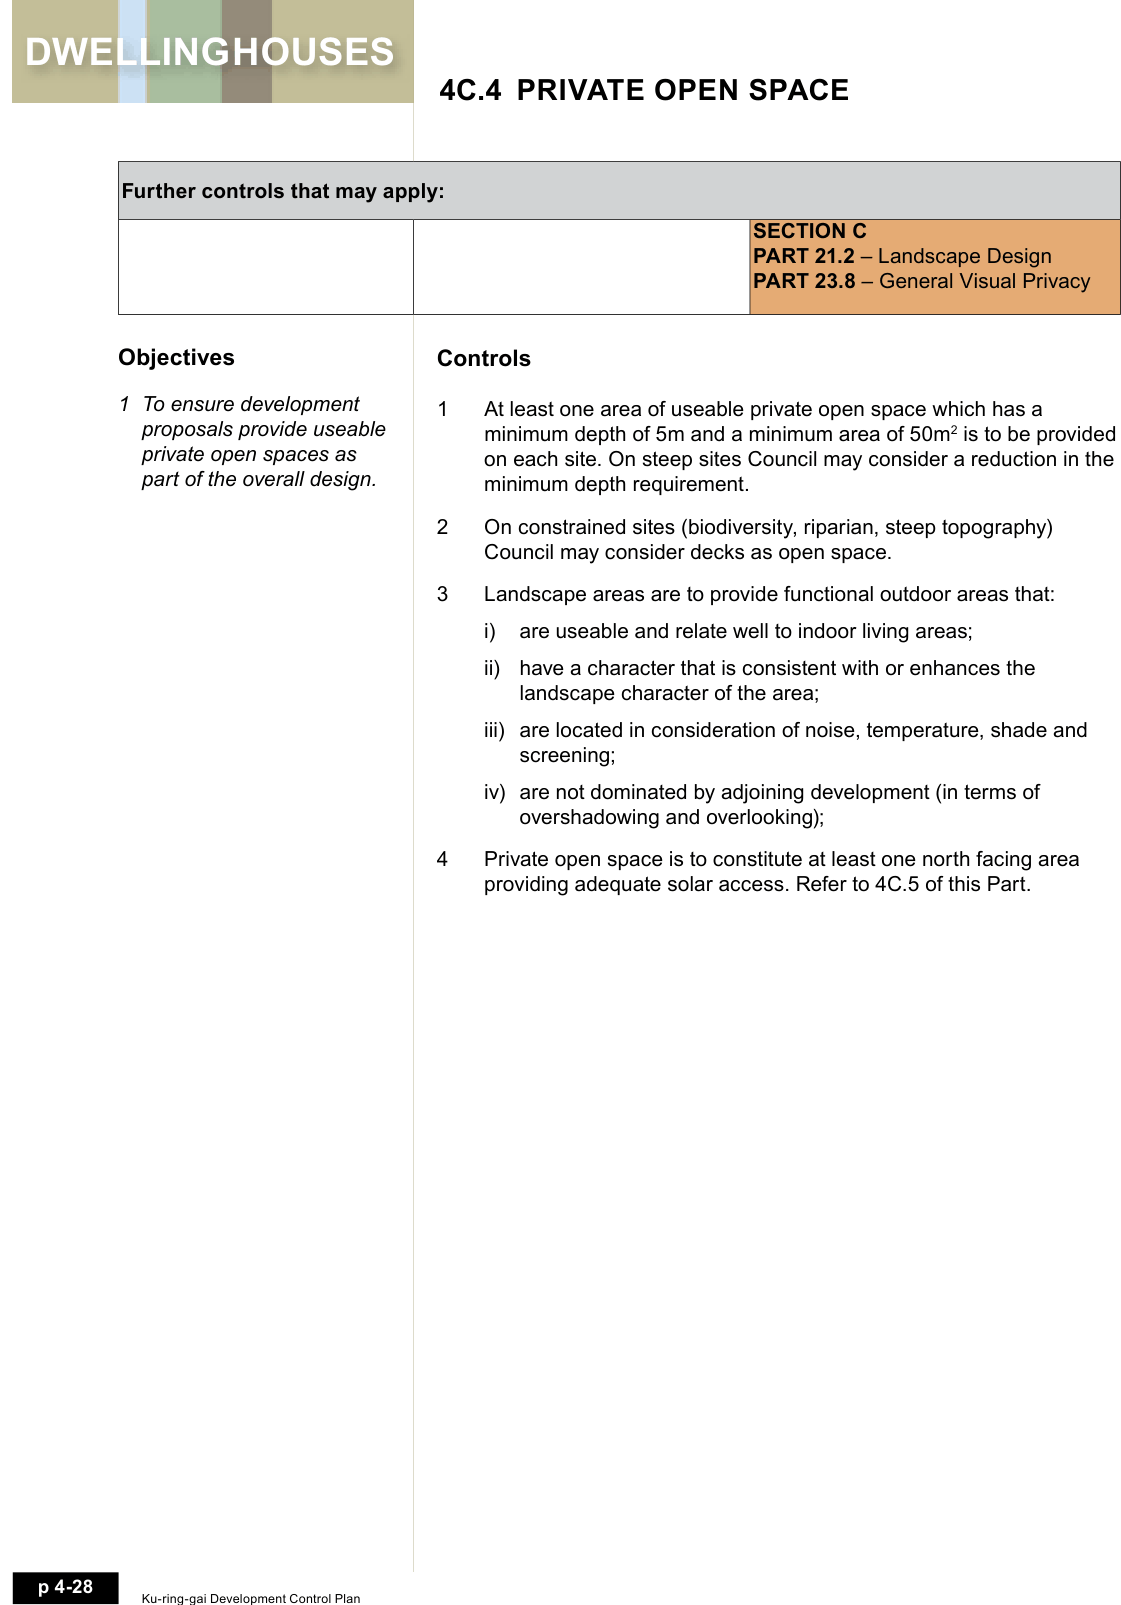 DWELLINGHOUSES
4C.4 PRIVATE OPEN SPACE
Further controls that may apply:
SECTION C
PART 21.2 – Landscape Design
PART 23.8 – General Visual Privacy
Objectives
1 To ensure development
proposals provide useable
private open spaces as
part of the overall design.
Controls
1 At least one area of useable private open space which has a
minimum depth of 5m and a minimum area of 50m² is to be provided
on each site. On steep sites Council may consider a reduction in the
minimum depth requirement.
2 On constrained sites (biodiversity, riparian, steep topography)
Council may consider decks as open space.
3 Landscape areas are to provide functional outdoor areas that:
i) are useable and relate well to indoor living areas;
ii) have a character that is consistent with or enhances the
landscape character of the area;
iii) are located in consideration of noise, temperature, shade and
screening;
iv) are not dominated by adjoining development (in terms of
overshadowing and overlooking);
4 Private open space is to constitute at least one north facing area
providing adequate solar access. Refer to 4C.5 of this Part.
p 4-28
Ku-ring-gai Development Control Plan